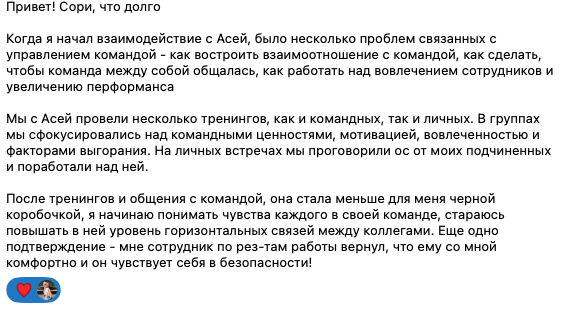 Привет! Сори, что долго
Когда я начал взаимодействие с Асей, было несколько проблем связанных с
управлением командой - как востроить взаимоотношение с командой, как сделать,
чтобы команда между собой общалась, как работать над вовлечением сотрудников и
увеличению перформанса
Мы с Асей провели несколько тренингов, как и командных, так и личных. В группах
мы сфокусировались над командными ценностями, мотивацией, вовлеченностью и
факторами выгорания. На личных встречах мы проговорили ос от моих подчиненных
и поработали над ней.
После тренингов и общения с командой, она стала меньше для меня черной
коробочкой, я начинаю понимать чувства каждого в своей команде, стараюсь
повышать в ней уровень горизонтальных связей между коллегами. Еще одно
подтверждение - мне сотрудник по рез-там работы вернул, что ему со мной
комфортно и он чувствует себя в безопасности!